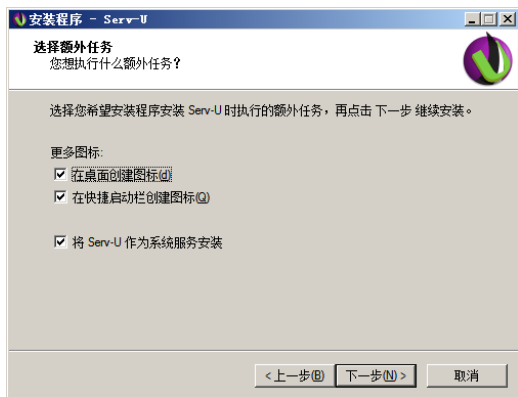 安装程序 - Serv-U
选择额外任务
您想执行什么额外任务?
选择您希望安装程序安装 Serv-U 时执行的额外任务，再点击 下一步 继续安装。
更多图标:
在桌面创建图标(d)
在快捷启动栏创建图标(Q)
将 Serv-U 作为系统服务安装
<上一步(B) 下一步(N)> 取消